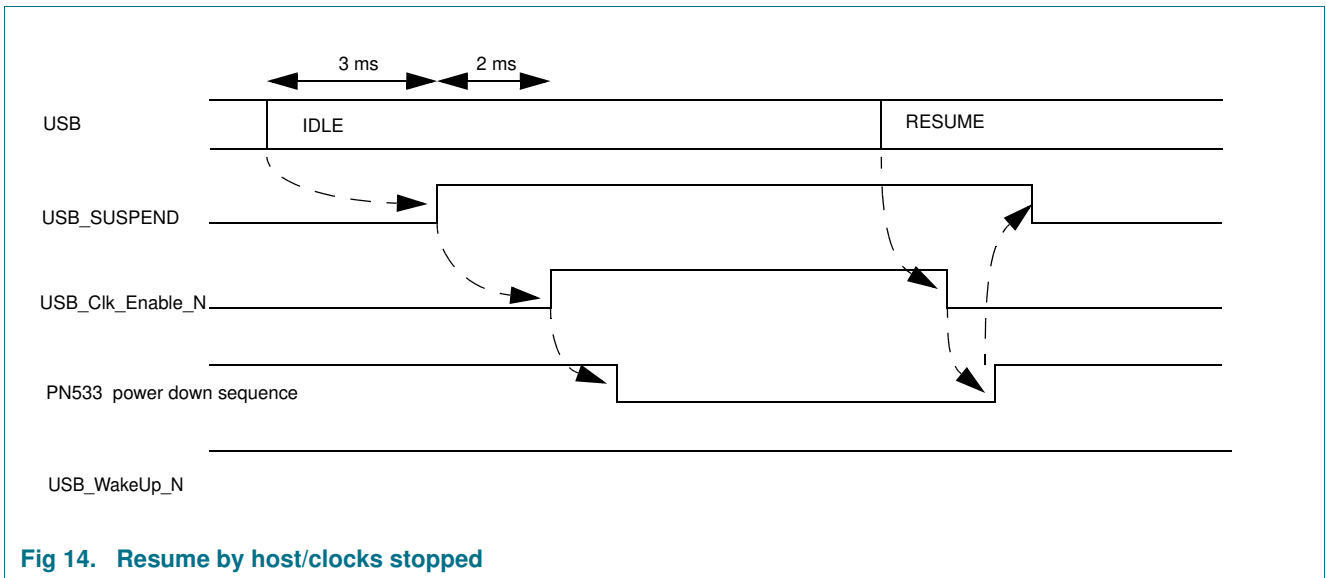 3 ms 2 ms
USB IDLE RESUME
USB_SUSPEND
USB_Clk_Enable_N
PN533 power down sequence
USB_WakeUp_N
Fig 14. Resume by host/clocks stopped